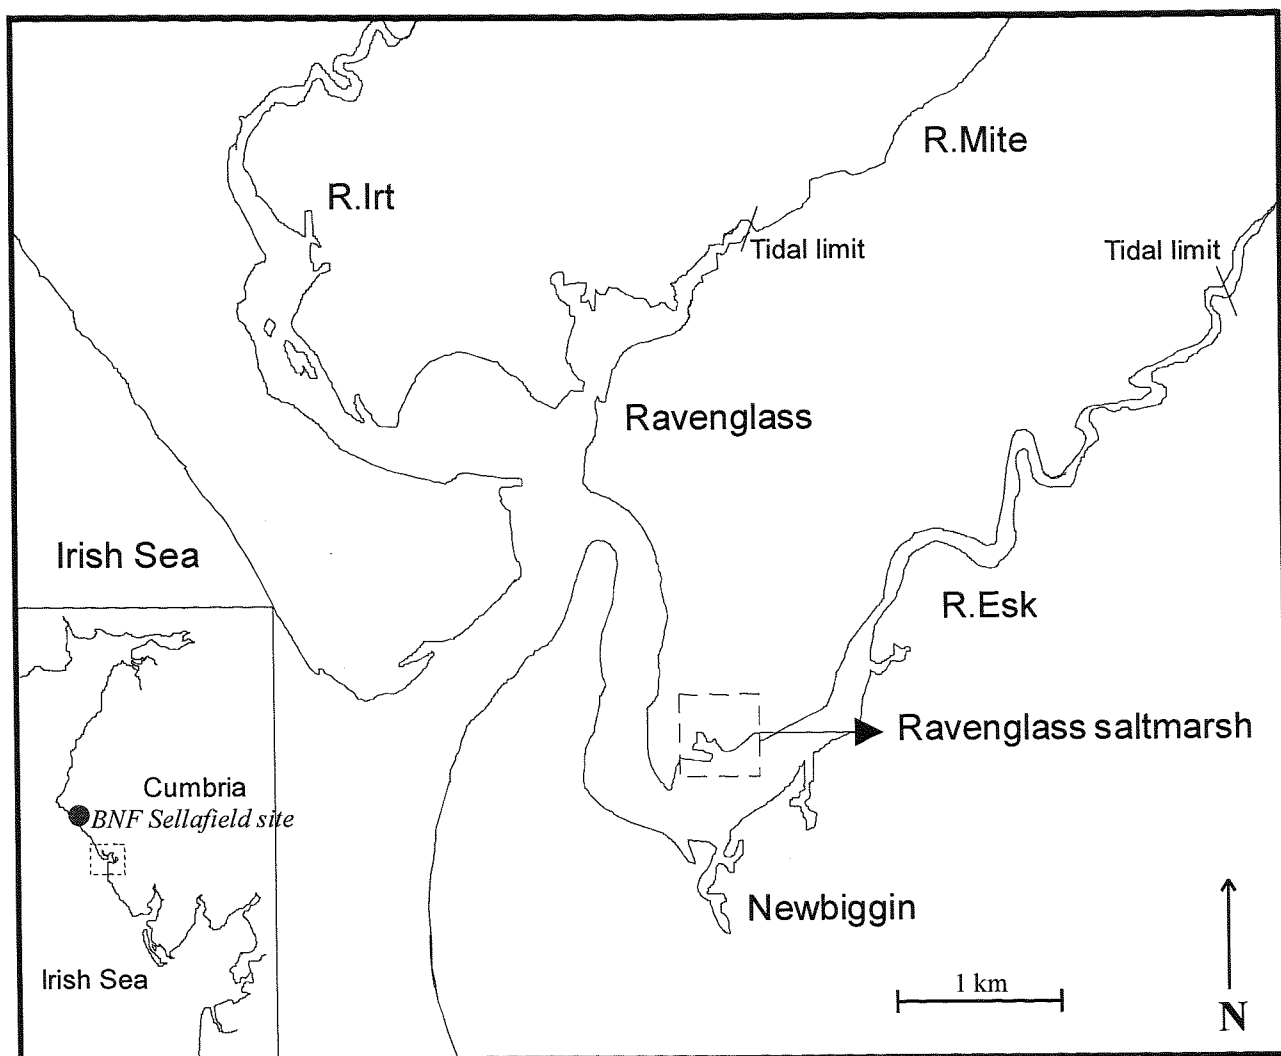 R.Mite
R.Irt
Tidal limit
Tidal limit
Ravenglass
Irish Sea
R.Esk
Ravenglass saltmarsh
Cumbria
BNF Sellafield site
Newbiggin
Irish Sea
1 km
N